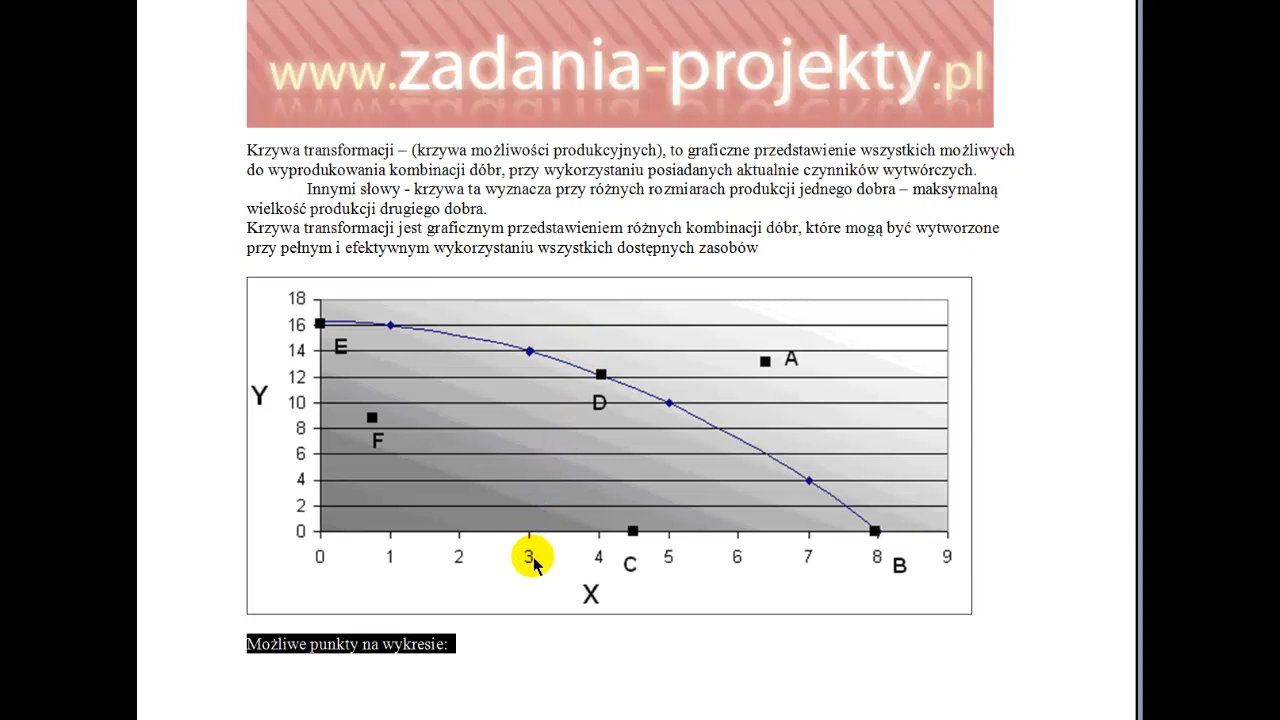 www.zadania-projekty.pl
Krzywa transformacji – (krzywa możliwości produkcyjnych), to graficzne przedstawienie wszystkich możliwych
do wyprodukowania kombinacji dóbr, przy wykorzystaniu posiadanych aktualnie czynników wytwórczych.
Innymi słowy - krzywa ta wyznacza przy różnych rozmiarach produkcji jednego dobra – maksymalną
wielkość produkcji drugiego dobra.
Krzywa transformacji jest graficznym przedstawieniem różnych kombinacji dóbr, które mogą być wytworzone
przy pełnym i efektywnym wykorzystaniu wszystkich dostępnych zasobów
18
16
E
14
A
12
Y
10
D
8
F
6
4
2
0
0 1 2 3 4 C 5 6 7 8 B 9
X
Możliwe punkty na wykresie: